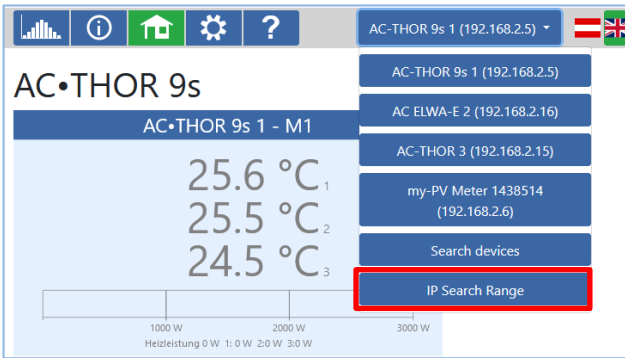 ?
AC-THOR 9s 1 (192.168.2.5)
AC•THOR 9s
AC•THOR 9s 1 - M1
25.6 °C 1
25.5 °C 2
24.5 °C 3
1000 W 2000 W 3000 W
Heizleistung 0 W 1: 0 W 2:0 W 3:0 W
AC-THOR 9s 1 (192.168.2.5)
AC ELWA-E 2 (192.168.2.16)
AC-THOR 3 (192.168.2.15)
my-PV Meter 1438514
(192.168.2.6)
Search devices
IP Search Range